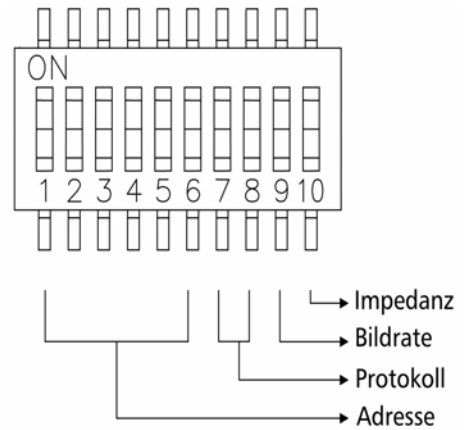 ON
1 2 3 4 5 6 7 8 9 10
Impedanz
Bildrate
Protokoll
Adresse